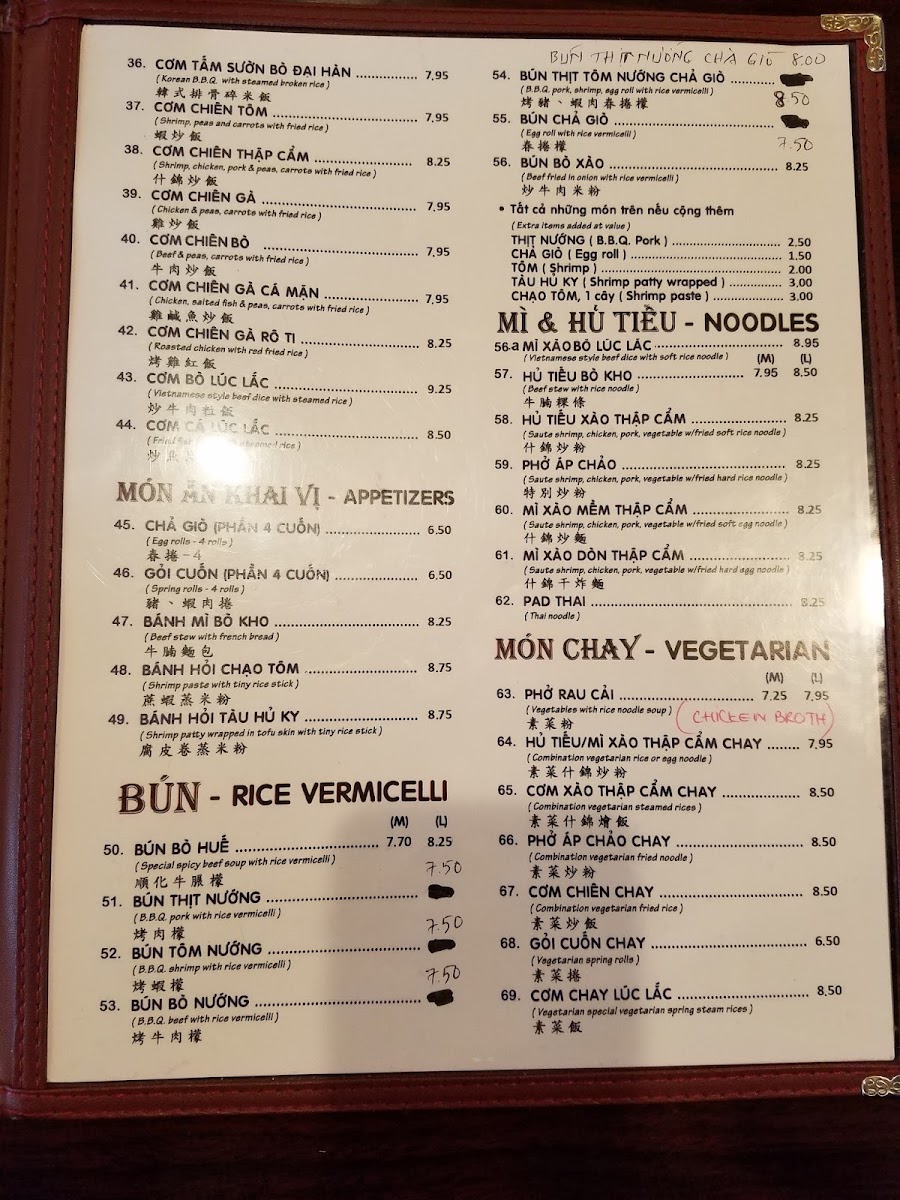 36. CƠM TẤM SƯỜN BÒ ĐẠI HÀN ........ 7,95
(Korean B.B.Q. with steamed broken rice)
韓式排骨碎米飯
37. CƠM CHIÊN TÔM ........ 7,95
(Shrimp, peas and carrots with fried rice)
蝦炒飯
38. CƠM CHIÊN THẬP CẨM ........ 8.25
(Shrimp, chicken, pork & peas, carrots with fried rice)
什錦炒飯
39. CƠM CHIÊN GÀ ........ 7,95
(Chicken & peas, carrots with fried rice)
雞炒飯
40. CƠM CHIÊN BÒ ........ 7,95
(Beef & peas, carrots with fried rice)
牛肉炒飯
41. CƠM CHIÊN GÀ CÁ MẶN ........ 7,95
(Chicken, salted fish & peas, carrots with fried rice)
雞鹹魚炒飯
42. CƠM CHIÊN GÀ RÔ TI ........ 8.25
(Roasted chicken with red fried rice)
烤雞紅飯
43. CƠM BÒ LÚC LẮC ........ 9.25
(Vietnamese style beef dice with steamed rice)
炒牛肉粒飯
44. CƠM CÁ LÚC LẮC ........ 8.50
steamed rice)
MÓN ĂN KHAI VỊ - APPETIZERS
45. CHẢ GIÒ (PHẦN 4 CUỐN) ........ 6.50
(Egg rolls - 4 rolls)
春捲-4
46. GỎI CUỐN (PHẦN 4 CUỐN) ........ 6,50
(Spring rolls - 4 rolls)
豬、蝦肉捲
47. BÁNH MÌ BÒ KHO ........ 8.25
(Beef stew with french bread)
牛腩麵包
48. BÁNH HỎI CHẠO TÔM ........ 8.75
(Shrimp paste with tiny rice stick)
蔗蝦蒸米粉
49. BÁNH HỎI TÀU HỦ KY ........ 8.75
(Shrimp patty wrapped in tofu skin with tiny rice stick)
腐皮卷蒸米粉
BÚN - RICE VERMICELLI
(M) (L)
50. BÚN BÒ HUẾ ........ 7.70 8.25
(Special spicy beef soup with rice vermicelli)
順化牛腿檬
7.50
51. BÚN THỊT NƯỚNG ........
(B.B.Q. pork with rice vermicelli)
烤肉檬
7.50
52. BÚN TÔM NƯỚNG ........
(B.B.Q. shrimp with rice vermicelli)
烤蝦檬
7.50
53. BÚN BÒ NƯỚNG ........
(B.B.Q. beef with rice vermicelli)
烤牛肉檬
BÚN THỊT NƯỚNG CHẢ GIÒ 8.00
54. BÚN THỊT TÔM NƯỚNG CHẢ GIÒ ........
(B.B.Q. pork, shrimp, egg roll with rice vermicelli) 8.50
烤豬、蝦肉春捲檬
55. BÚN CHẢ GIÒ ........
(Egg roll with rice vermicelli) 7.50
春捲檬
56. BÚN BÒ XÀO ........ 8.25
(Beef fried in onion with rice vermicelli)
炒牛肉米粉
• Tất cả những món trên nếu cộng thêm
(Extra items added at value)
THỊT NƯỚNG (B.B.Q. Pork) ........ 2.50
CHẢ GIÒ (Egg roll) ........ 1.50
TÔM (Shrimp) ........ 2.00
TÀU HỦ KY (Shrimp patty wrapped) ........ 3,00
CHẠO TÔM, 1 cây (Shrimp paste) ........ 3.00
MÌ & HỦ TIẾU - NOODLES
56.a MÌ XÀO BÒ LÚC LẮC ........ 8.95
(Vietnamese style beef dice with soft rice noodle) (M) (L)
57. HỦ TIẾU BÒ KHO ........ 7.95 8,50
(Beef stew with rice noodle)
牛腩粿條
58. HỦ TIẾU XÀO THẬP CẨM ........ 8.25
(Saute shrimp, chicken, pork, vegetable w/fried soft rice noodle)
什錦炒粉
59. PHỞ ÁP CHẢO ........ 8.25
(Saute shrimp, chicken, pork, vegetable w/fried hard rice noodle)
特別炒粉
60. MÌ XÀO MỀM THẬP CẨM ........ 8.25
(Saute shrimp, chicken, pork, vegetable w/fried soft egg noodle)
什錦炒麵
61. MÌ XÀO DÒN THẬP CẨM ........ 8.25
(Saute shrimp, chicken, pork, vegetable w/fried hard egg noodle)
什錦干炸麵
62. PAD THAI ........ 8.25
(Thai noodle)
MÓN CHAY - VEGETARIAN
(M) (L)
63. PHỞ RAU CẢI ........ 7.25 7,95
(Vegetables with rice noodle soup) (CHICKEN BROTH)
素菜粉
64. HỦ TIẾU/MÌ XÀO THẬP CẨM CHAY ........ 7.95
(Combination vegetarian rice or egg noodle)
素菜什錦炒粉
65. CƠM XÀO THẬP CẨM CHAY ........ 8,50
(Combination vegetarian steamed rices)
素菜什錦燴飯
66. PHỞ ÁP CHẢO CHAY ........ 8.50
(Combination vegetarian fried noodle)
素菜炒粉
67. CƠM CHIÊN CHAY ........ 8,50
(Combination vegetarian fried rice)
素菜炒飯
68. GỎI CUỐN CHAY ........ 6.50
(Vegetarian spring rolls)
素菜捲
69. CƠM CHAY LÚC LẮC ........ 8,50
(Vegetarian special vegetarian spring steam rices)
素菜飯